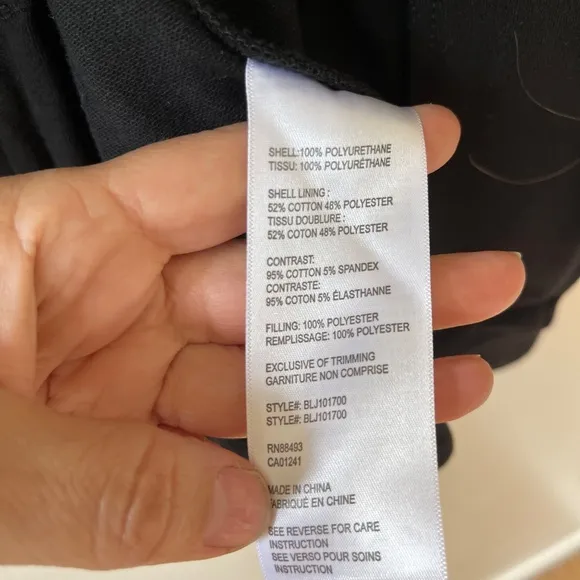 SHELL:100% POLYURETHANE
TISSU: 100% POLYURÉTHANE
SHELL LINING :
52% COTTON 48% POLYESTER
TISSU DOUBLURE :
52% COTON 48% POLYESTER
CONTRAST:
95% COTTON 5% SPANDEX
CONTRASTE:
95% COTON 5% ÉLASTHANNE
FILLING: 100% POLYESTER
REMPLISSAGE: 100% POLYESTER
EXCLUSIVE OF TRIMMING
GARNITURE NON COMPRISE
STYLE#: BLJ101700
STYLE#: BLJ101700
RN88493
CA01241
MADE IN CHINA
FABRIQUÉ EN CHINE
SEE REVERSE FOR CARE
INSTRUCTION
SEE VERSO POUR SOINS
INSTRUCTION